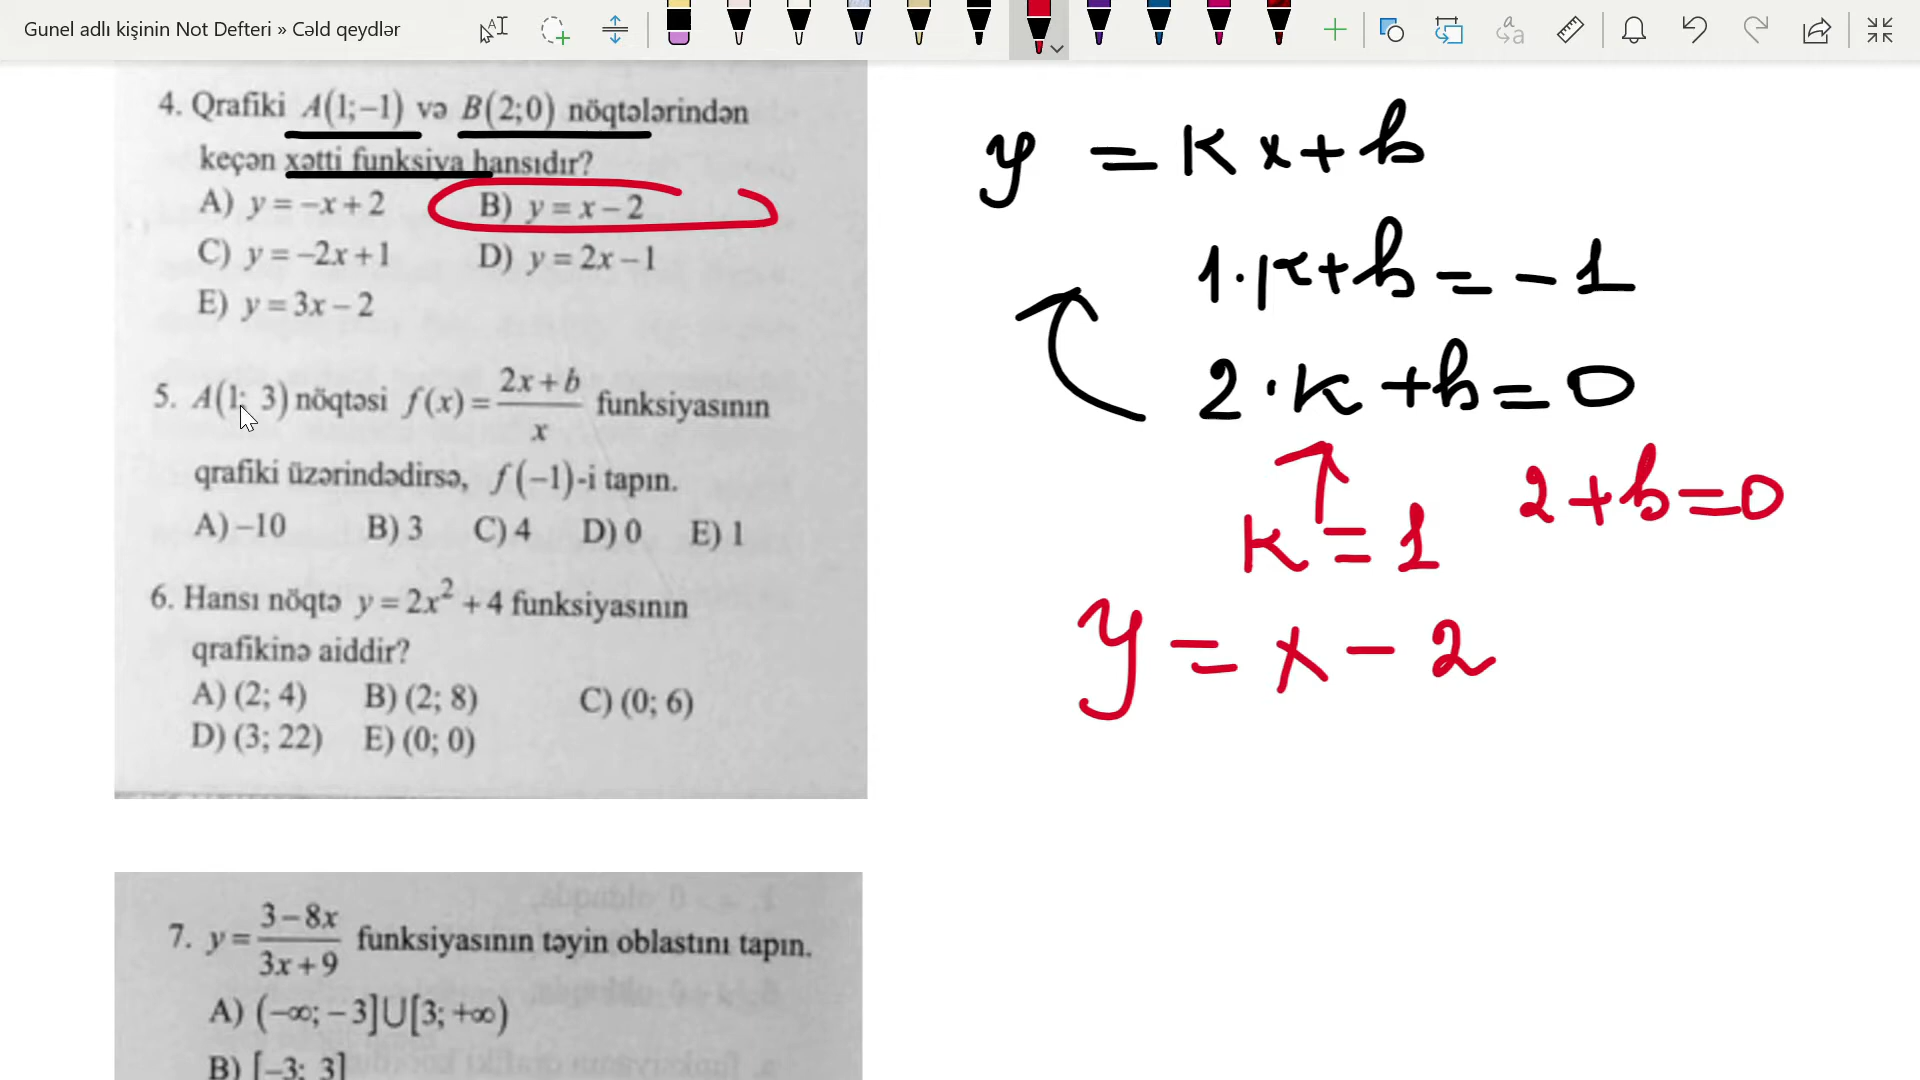 Gunel adlı kişinin Not Defteri » Cəld qeydlər
4. Qrafiki A(1;−1) və B(2;0) nöqtələrindən
keçən xətti funksiya hansıdır?
A) y = −x + 2 B) y = x − 2
C) y = −2x + 1 D) y = 2x − 1
E) y = 3x − 2
5. A(1; 3) nöqtəsi f(x) = (2x + b)/x funksiyasının
qrafiki üzərindədirsə, f(−1)-i tapın.
A) −10 B) 3 C) 4 D) 0 E) 1
6. Hansı nöqtə y = 2x² + 4 funksiyasının
qrafikinə aiddir?
A) (2; 4) B) (2; 8) C) (0; 6)
D) (3; 22) E) (0; 0)
7. y = (3 − 8x)/(3x + 9) funksiyasının təyin oblastını tapın.
A) (−∞; −3]∪[3; +∞)
B) [−3; 3]
y = kx + b
1·k + b = −1
2·k + b = 0
k = 1 2 + b = 0
y = x − 2